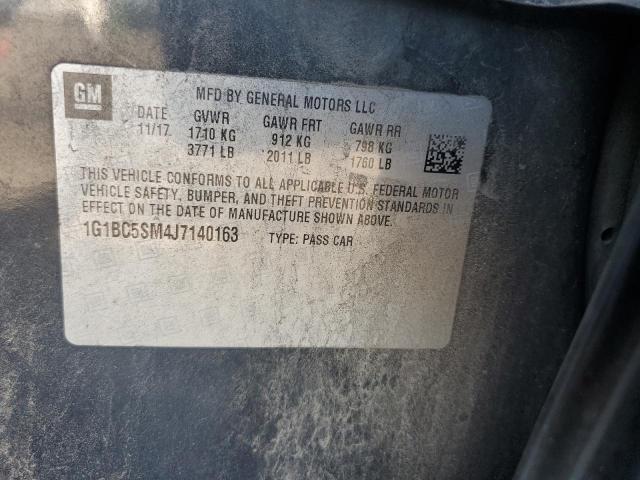 GM
MFD BY GENERAL MOTORS LLC
DATE GVWR GAWR FRT GAWR RR
11/17 1710 KG 912 KG 798 KG
3771 LB 2011 LB 1760 LB
THIS VEHICLE CONFORMS TO ALL APPLICABLE U.S. FEDERAL MOTOR
VEHICLE SAFETY, BUMPER, AND THEFT PREVENTION STANDARDS IN
EFFECT ON THE DATE OF MANUFACTURE SHOWN ABOVE.
1G1BC5SM4J7140163 TYPE: PASS CAR